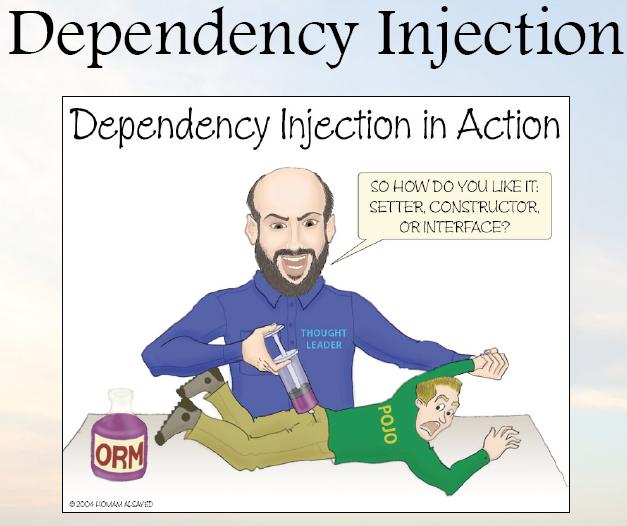 Dependency Injection
Dependency Injection in Action
SO HOW DO YOU LIKE IT:
SETTER, CONSTRUCTOR,
OR INTERFACE?
THOUGHT
LEADER
POJO
ORM
© 2004 HOMAM ALSAYED